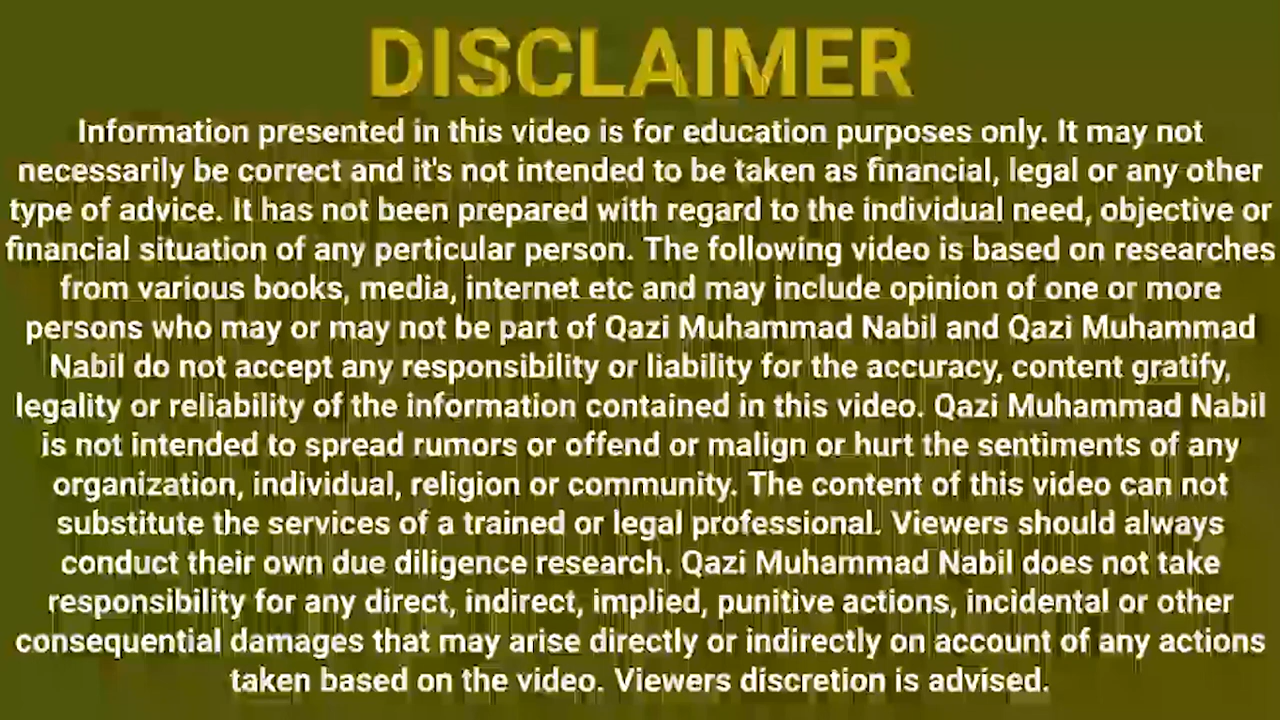 DISCLAIMER
Information presented in this video is for education purposes only. It may not
necessarily be correct and it's not intended to be taken as financial, legal or any other
type of advice. It has not been prepared with regard to the individual need, objective or
financial situation of any perticular person. The following video is based on researches
from various books, media, internet etc and may include opinion of one or more
persons who may or may not be part of Qazi Muhammad Nabil and Qazi Muhammad
Nabil do not accept any responsibility or liability for the accuracy, content gratify,
legality or reliability of the information contained in this video. Qazi Muhammad Nabil
is not intended to spread rumors or offend or malign or hurt the sentiments of any
organization, individual, religion or community. The content of this video can not
substitute the services of a trained or legal professional. Viewers should always
conduct their own due diligence research. Qazi Muhammad Nabil does not take
responsibility for any direct, indirect, implied, punitive actions, incidental or other
consequential damages that may arise directly or indirectly on account of any actions
taken based on the video. Viewers discretion is advised.